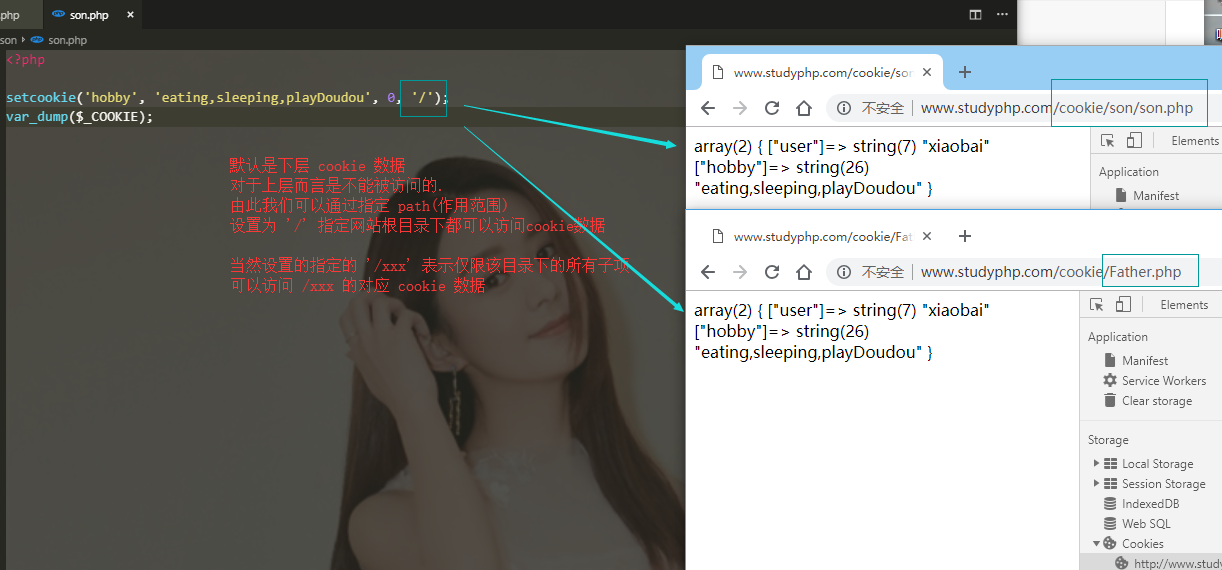 php
son.php ×
son › son.php
<?php
setcookie('hobby', 'eating,sleeping,playDoudou', 0, '/');
var_dump($_COOKIE);
默认是下层 cookie 数据
对于上层而言是不能被访问的.
由此我们可以通过指定 path(作用范围)
设置为 '/' 指定网站根目录下都可以访问cookie数据
当然设置的指定的 '/xxx' 表示仅限该目录下的所有子项
可以访问 /xxx 的对应 cookie 数据
www.studyphp.com/cookie/son
不安全 | www.studyphp.com/cookie/son/son.php
array(2) { ["user"]=> string(7) "xiaobai"
["hobby"]=> string(26)
"eating,sleeping,playDoudou" }
Elements
Application
Manifest
www.studyphp.com/cookie/Fat
不安全 | www.studyphp.com/cookie/Father.php
array(2) { ["user"]=> string(7) "xiaobai"
["hobby"]=> string(26)
"eating,sleeping,playDoudou" }
Elements
Application
Manifest
Service Workers
Clear storage
Storage
Local Storage
Session Storage
IndexedDB
Web SQL
Cookies
http://www.study